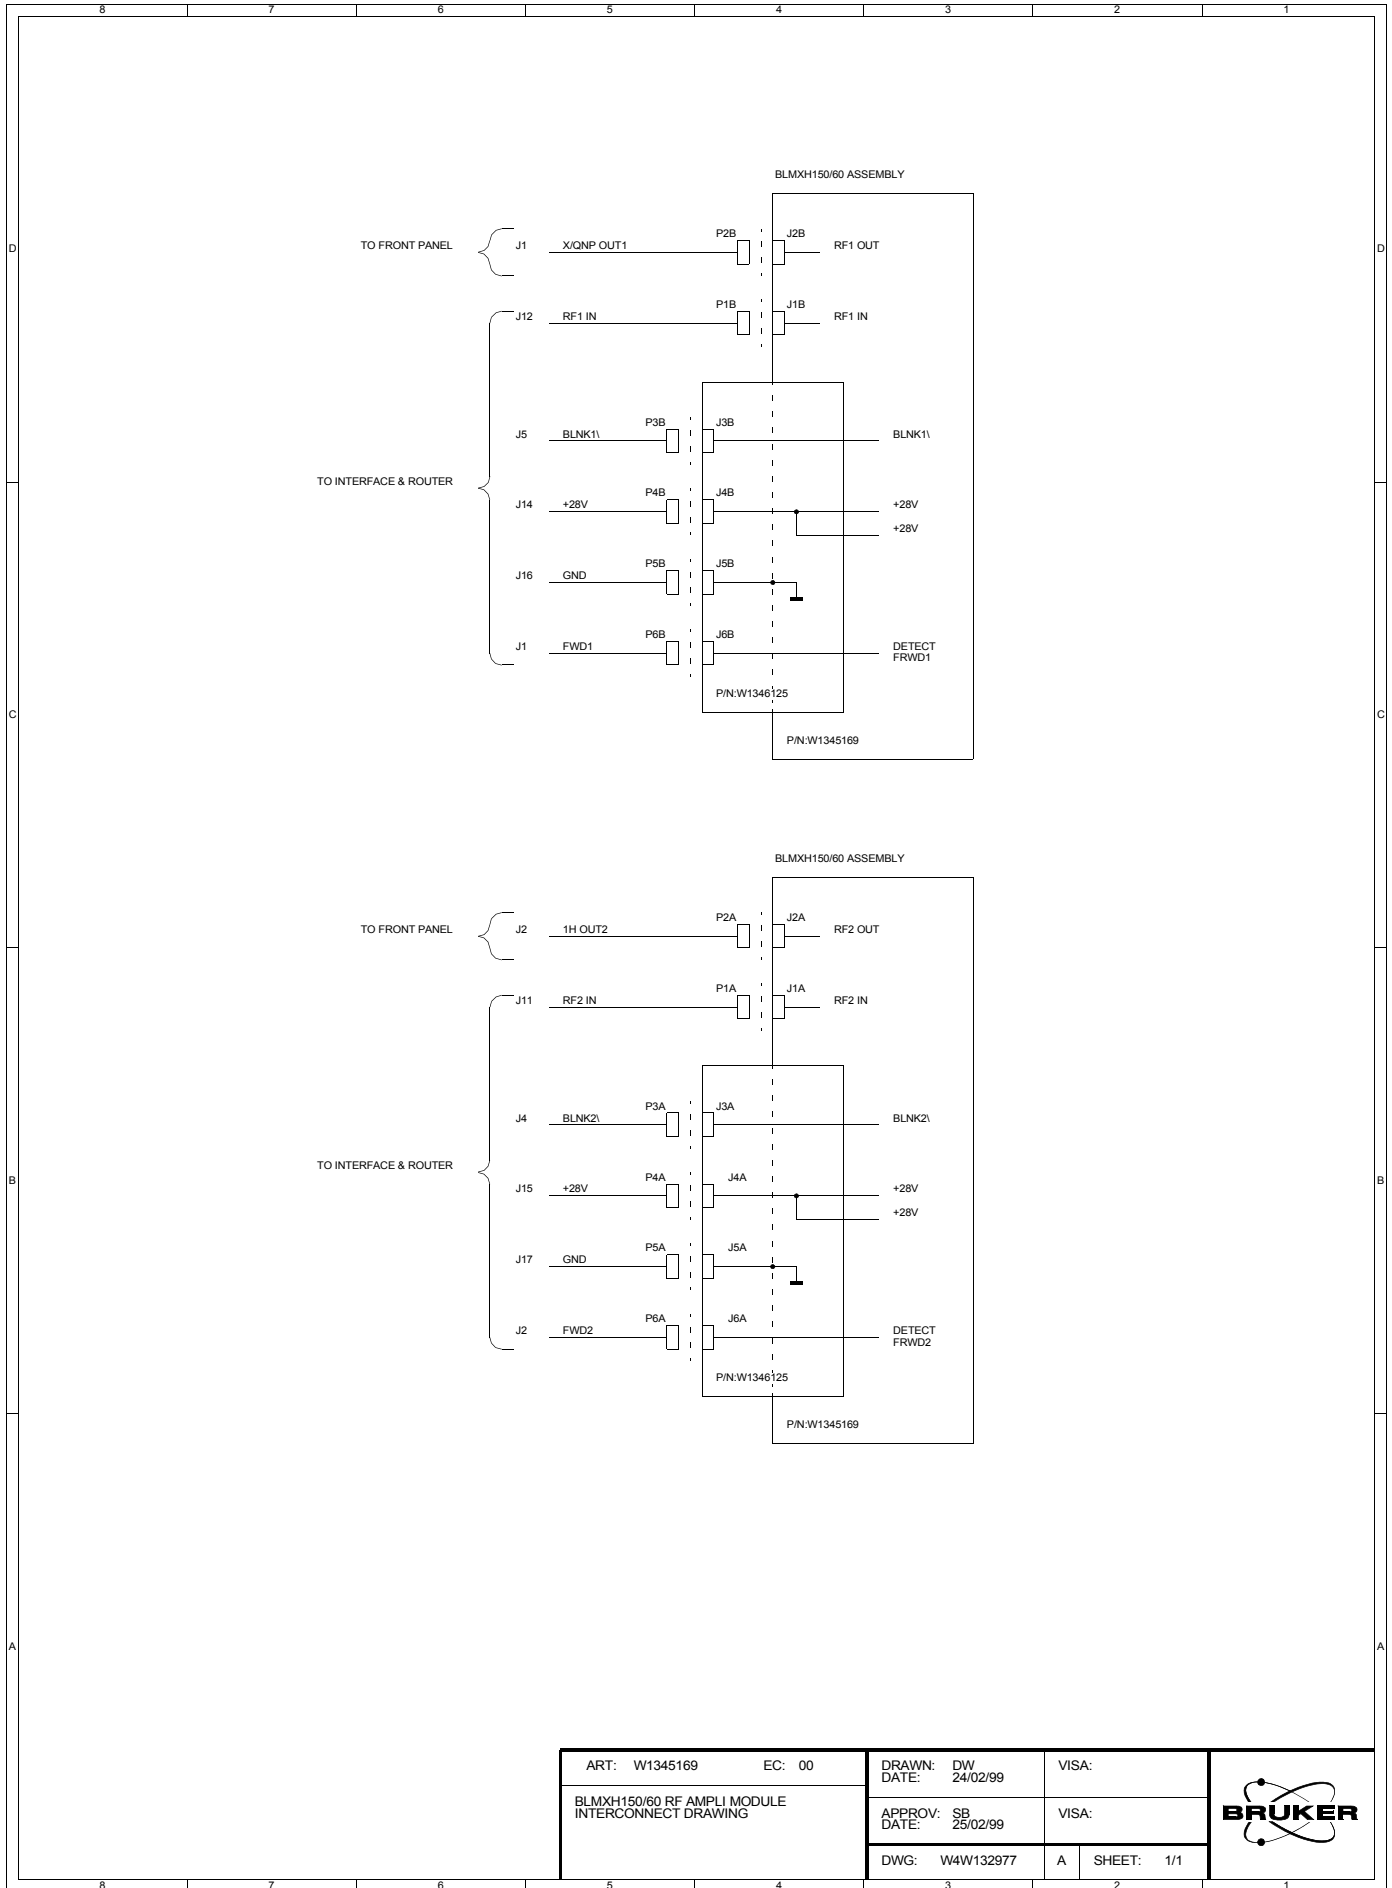 8 7 6 5 4 3 2 1
BLMXH150/60 ASSEMBLY
D D
TO FRONT PANEL J1 X/QNP OUT1 P2B J2B RF1 OUT
J12 RF1 IN P1B J1B RF1 IN
J5 BLNK1\ P3B J3B BLNK1\
TO INTERFACE & ROUTER
J14 +28V P4B J4B +28V
+28V
J16 GND P5B J5B
J1 FWD1 P6B J6B DETECT
FRWD1
P/N:W1346125
C C
P/N:W1345169
BLMXH150/60 ASSEMBLY
TO FRONT PANEL J2 1H OUT2 P2A J2A RF2 OUT
J11 RF2 IN P1A J1A RF2 IN
J4 BLNK2\ P3A J3A BLNK2\
TO INTERFACE & ROUTER
B B
J15 +28V P4A J4A +28V
+28V
J17 GND P5A J5A
J2 FWD2 P6A J6A DETECT
FRWD2
P/N:W1346125
P/N:W1345169
A A
ART: W1345169 EC: 00
BLMXH150/60 RF AMPLI MODULE
INTERCONNECT DRAWING
DRAWN: DW
DATE: 24/02/99
VISA:
APPROV: SB
DATE: 25/02/99
VISA:
DWG: W4W132977 A SHEET: 1/1
BRUKER
8 7 6 5 4 3 2 1